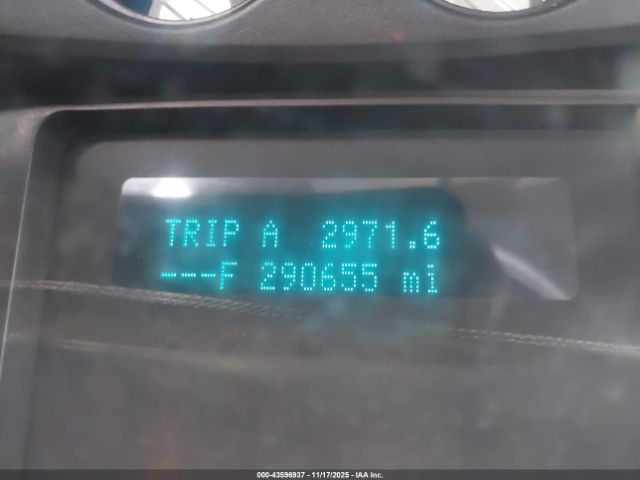 TRIP A 2971.6
---F 290655 mi
000-43596937 - 11/17/2025 - IAA Inc.